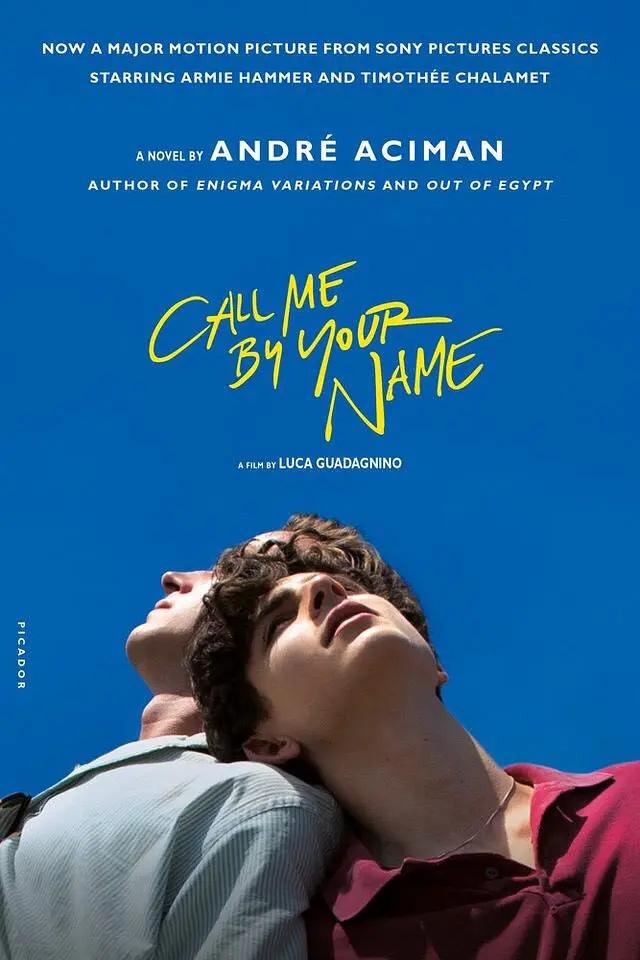 NOW A MAJOR MOTION PICTURE FROM SONY PICTURES CLASSICS
STARRING ARMIE HAMMER AND TIMOTHÉE CHALAMET
A NOVEL BY ANDRÉ ACIMAN
AUTHOR OF ENIGMA VARIATIONS AND OUT OF EGYPT
CALL ME
BY YOUR
NAME
A FILM BY LUCA GUADAGNINO
PICADOR